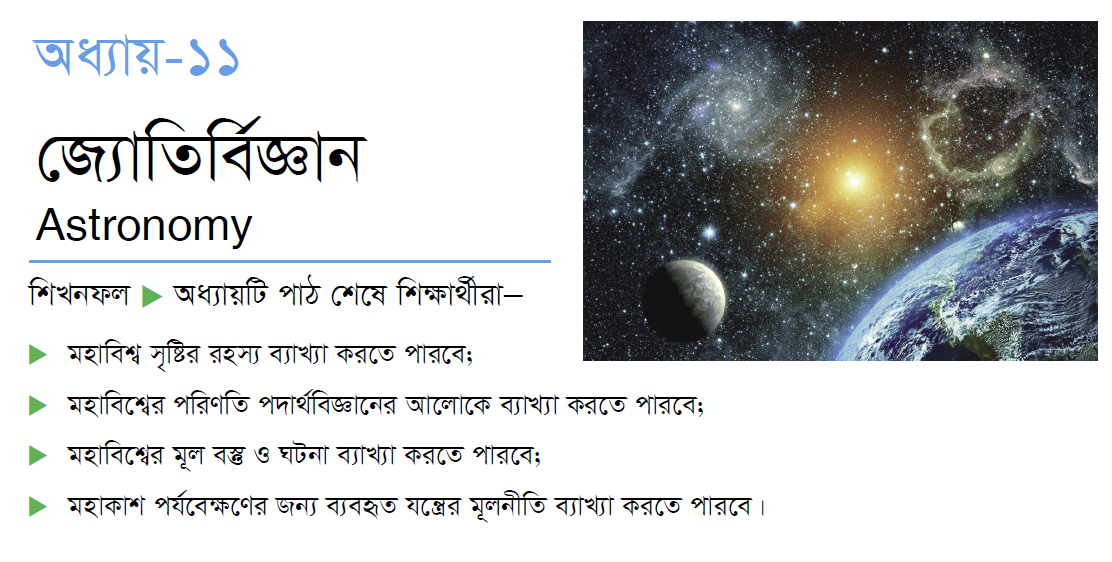 অধ্যায়-১১
জ্যোতির্বিজ্ঞান
Astronomy
শিখনফল ▶ অধ্যায়টি পাঠ শেষে শিক্ষার্থীরা–
▶ মহাবিশ্ব সৃষ্টির রহস্য ব্যাখ্যা করতে পারবে;
▶ মহাবিশ্বের পরিণতি পদার্থবিজ্ঞানের আলোকে ব্যাখ্যা করতে পারবে;
▶ মহাবিশ্বের মূল বস্তু ও ঘটনা ব্যাখ্যা করতে পারবে;
▶ মহাকাশ পর্যবেক্ষণের জন্য ব্যবহৃত যন্ত্রের মূলনীতি ব্যাখ্যা করতে পারবে।